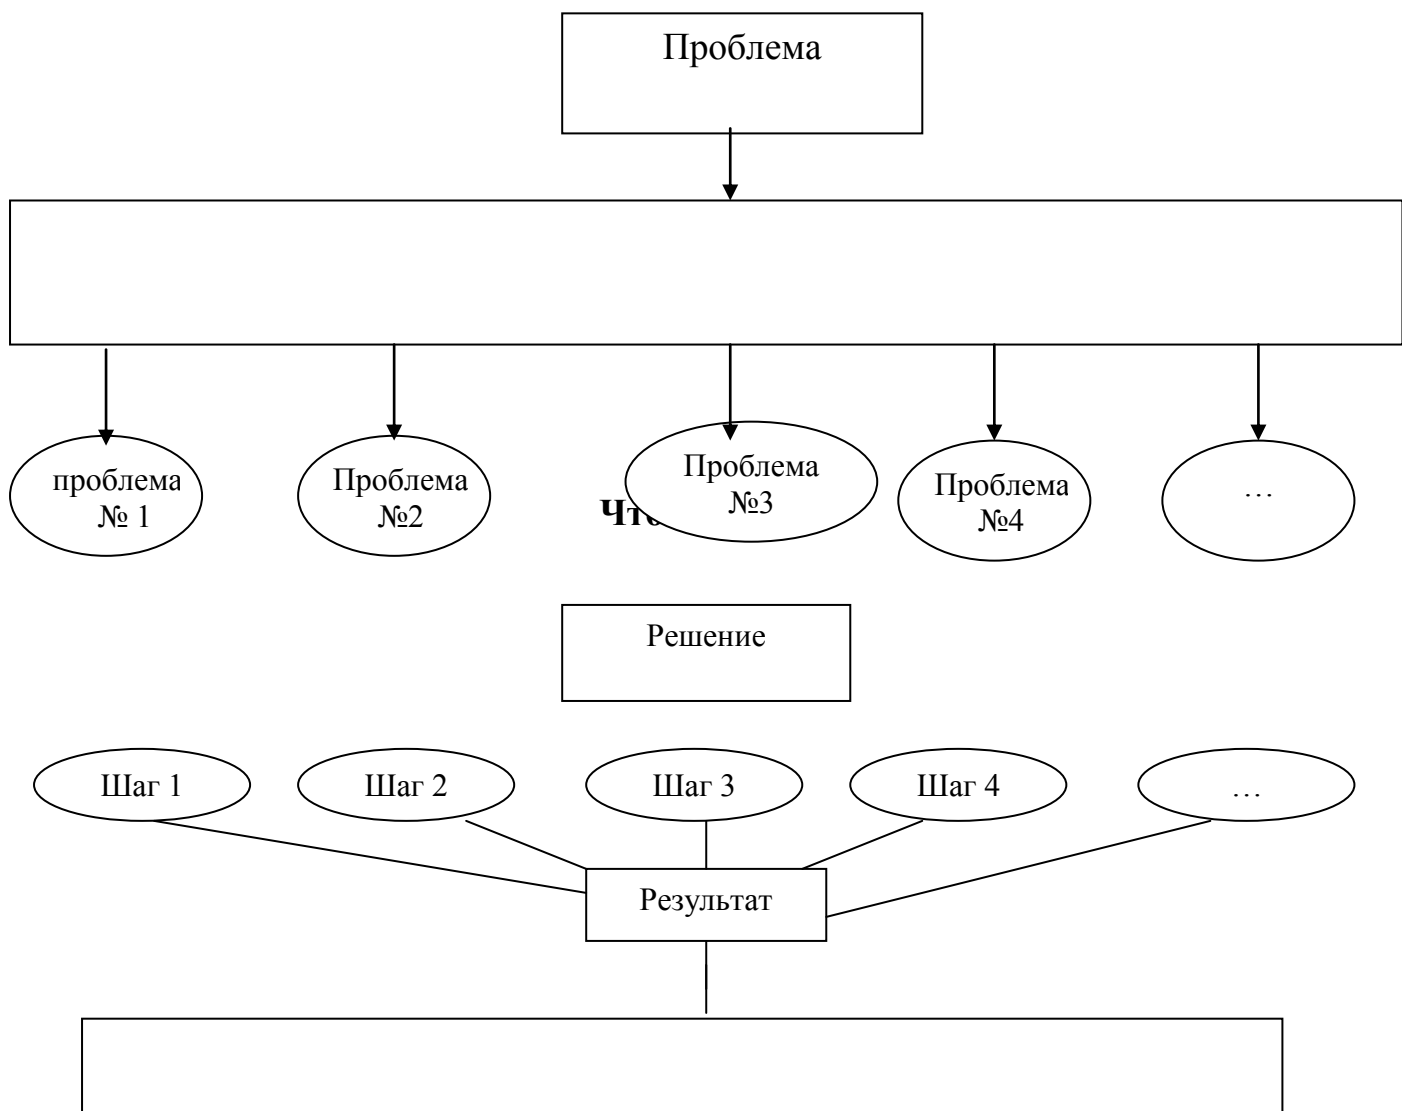 Проблема
проблема
№ 1
Проблема
№2
Проблема
№3
Проблема
№4
…
Решение
Шаг 1
Шаг 2
Шаг 3
Шаг 4
…
Результат